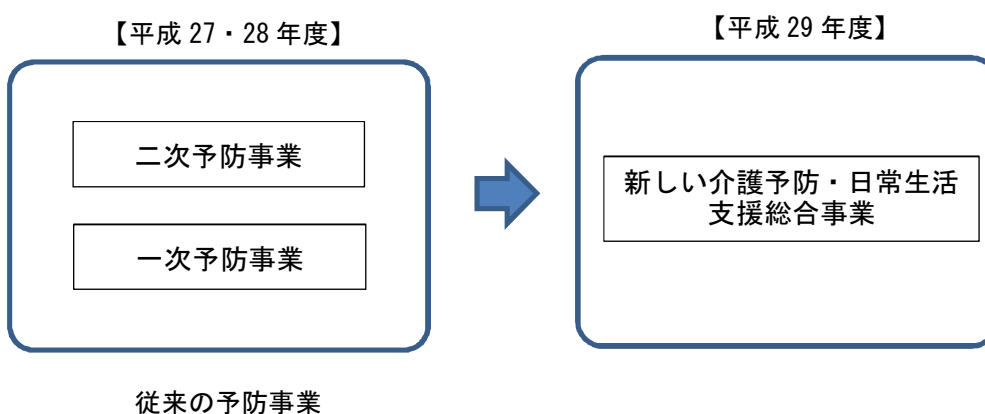 【平成 27・28 年度】
二次予防事業
一次予防事業
従来の予防事業
【平成 29 年度】
新しい介護予防・日常生活
支援総合事業